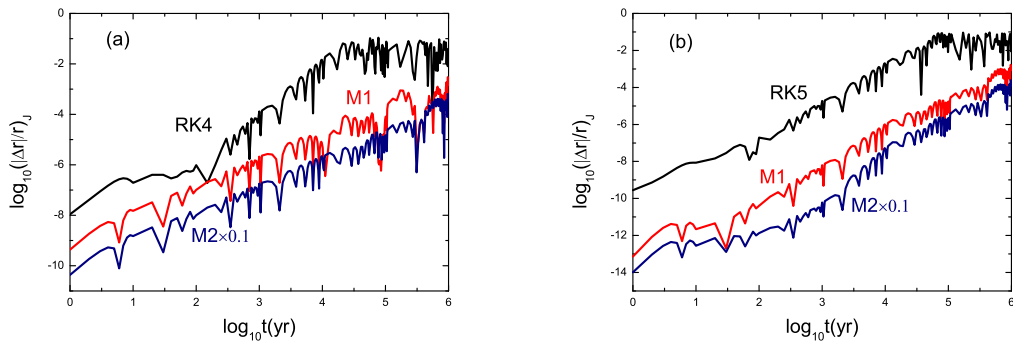 (a)
log₁₀(|Δr|/r)_J
0
-2
-4
-6
-8
-10
RK4
M1
M2×0.1
0 1 2 3 4 5 6
log₁₀t(yr)
(b)
log₁₀(|Δr|/r)_J
0
-2
-4
-6
-8
-10
-12
-14
RK5
M1
M2×0.1
0 1 2 3 4 5 6
log₁₀t(yr)